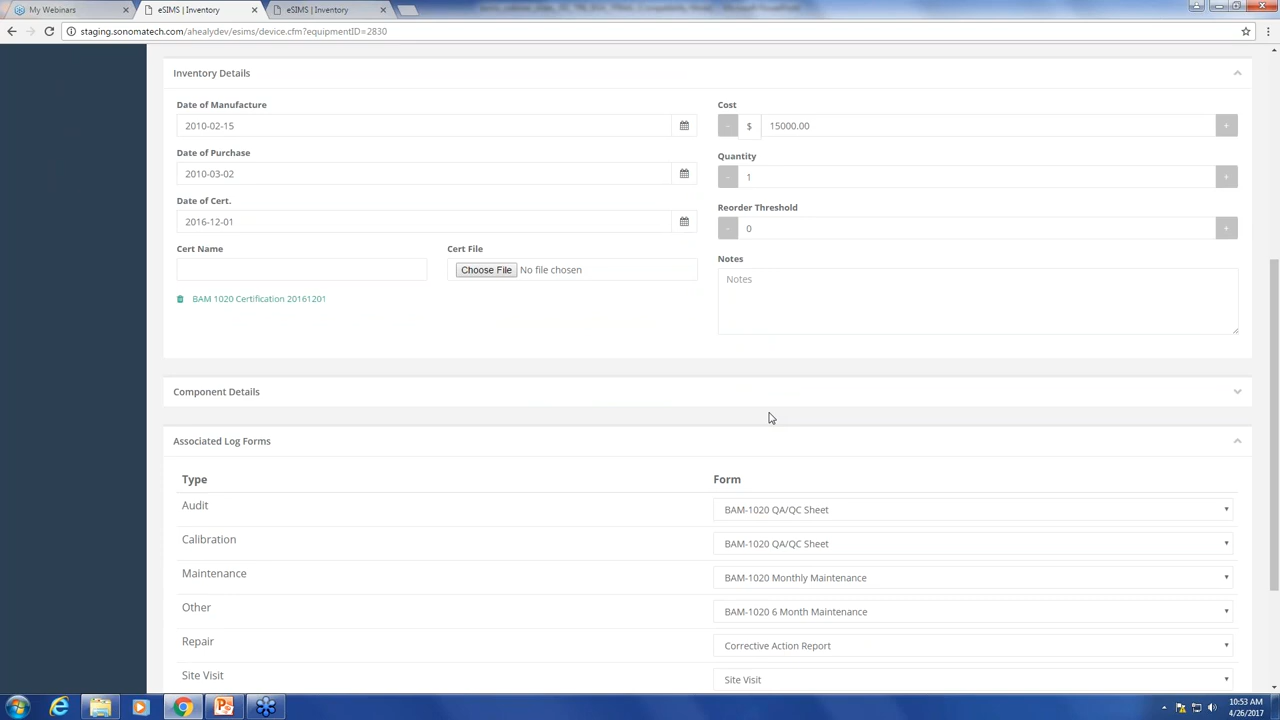 My Webinars
eSIMS | Inventory
eSIMS | Inventory
staging.sonomatech.com/ahealydev/esims/device.cfm?equipmentID=2830
Inventory Details
Date of Manufacture
2010-02-15
Date of Purchase
2010-03-02
Date of Cert.
2016-12-01
Cert Name
Cert File
Choose File No file chosen
BAM 1020 Certification 20161201
Cost
- $ 15000.00 +
Quantity
- 1 +
Reorder Threshold
- 0 +
Notes
Notes
Component Details
Associated Log Forms
Type Form
Audit BAM-1020 QA/QC Sheet
Calibration BAM-1020 QA/QC Sheet
Maintenance BAM-1020 Monthly Maintenance
Other BAM-1020 6 Month Maintenance
Repair Corrective Action Report
Site Visit Site Visit
10:53 AM
4/26/2017